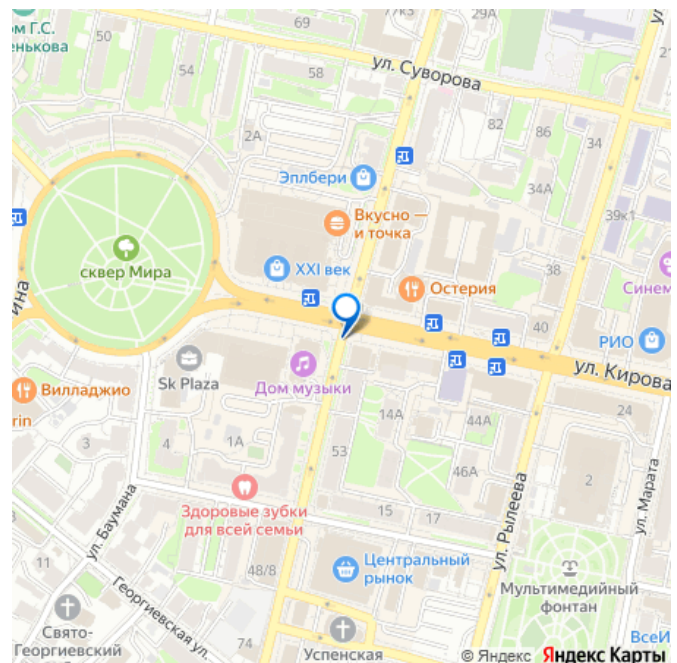 ом Г.С.
енькова
50
54
69
77к3
29А
58
ул. Суворова
2А
82
86
34
34А
Эплбери
Вкусно —
и точка
39к1
сквер Мира
XXI век
Остерия
38
Синем
ина
40
РИО
Sk Plaza
Дом музыки
ул. Кирова
Вилладжио
rin
3
4
1А
14А
44А
24
53
46А
2
Здоровые зубки
для всей семьи
15
17
ул. Баумана
ул. Рылеева
ул. Марата
11
48/8
Центральный
рынок
Мультимедийный
фонтан
Георгиевская ул.
74
Свято-
Георгиевский
Успенская
ВсеИ
© Яндекс Яндекс Карты